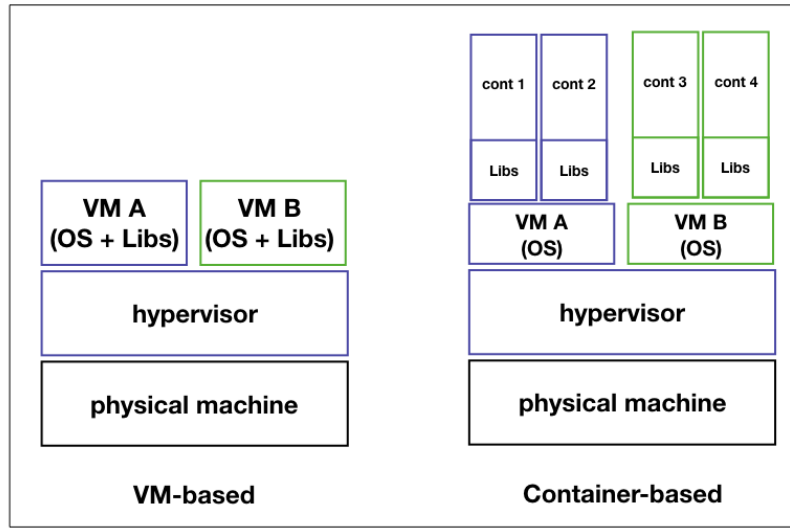 VM A
(OS + Libs)
VM B
(OS + Libs)
hypervisor
physical machine
VM-based
cont 1
cont 2
cont 3
cont 4
Libs
Libs
Libs
Libs
VM A
(OS)
VM B
(OS)
hypervisor
physical machine
Container-based